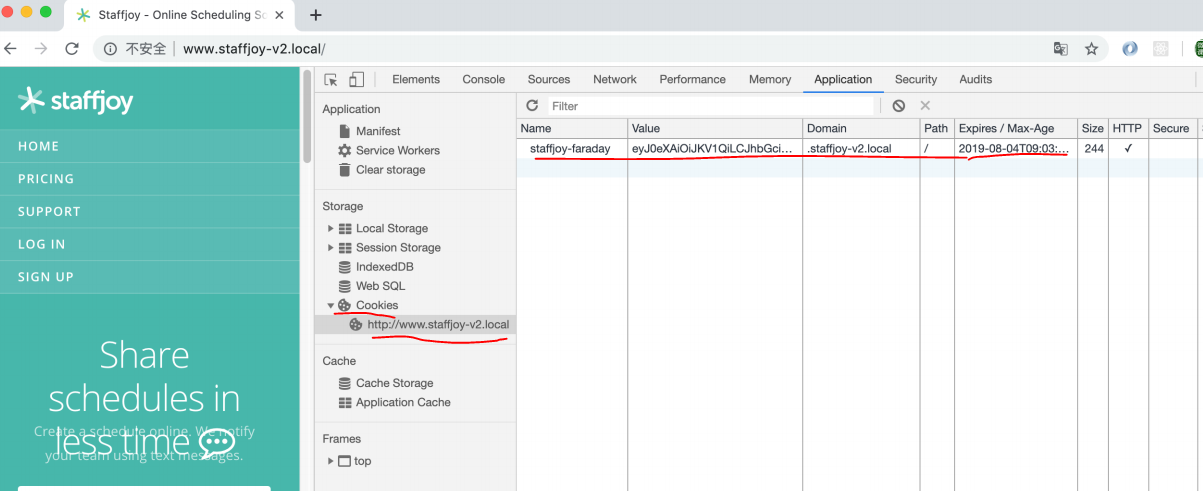 Staffjoy - Online Scheduling Sc
不安全 www.staffjoy-v2.local/
staffjoy
HOME
PRICING
SUPPORT
LOG IN
SIGN UP
Share
schedules in
less time
Create a schedule online. We notify
your team using text messages.
Elements Console Sources Network Performance Memory Application Security Audits
Application
Manifest
Service Workers
Clear storage
Storage
Local Storage
Session Storage
IndexedDB
Web SQL
Cookies
http://www.staffjoy-v2.local
Cache
Cache Storage
Application Cache
Frames
top
Filter
Name Value Domain Path Expires / Max-Age Size HTTP Secure
staffjoy-faraday eyJ0eXAiOiJKV1QiLCJhbGci... .staffjoy-v2.local / 2019-08-04T09:03:... 244 ✓